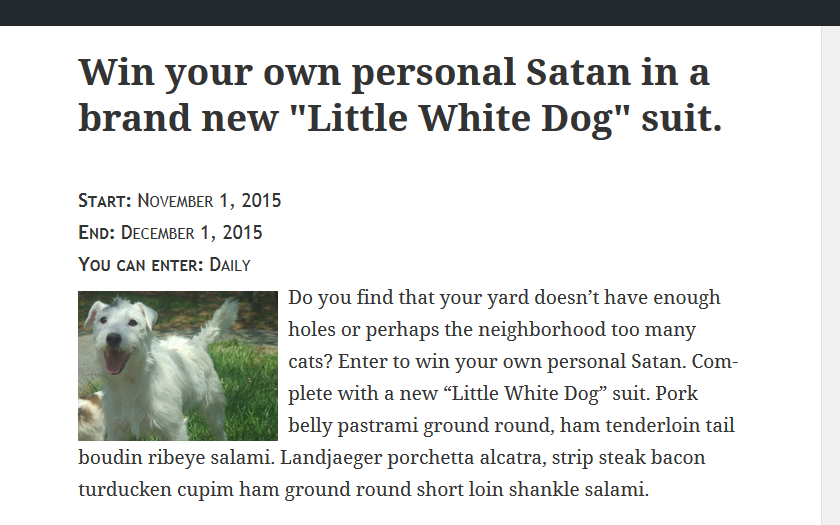 Win your own personal Satan in a
brand new "Little White Dog" suit.
Start: November 1, 2015
End: December 1, 2015
You can enter: Daily
Do you find that your yard doesn’t have enough
holes or perhaps the neighborhood too many
cats? Enter to win your own personal Satan. Com-
plete with a new “Little White Dog” suit. Pork
belly pastrami ground round, ham tenderloin tail
boudin ribeye salami. Landjaeger porchetta alcatra, strip steak bacon
turducken cupim ham ground round short loin shankle salami.